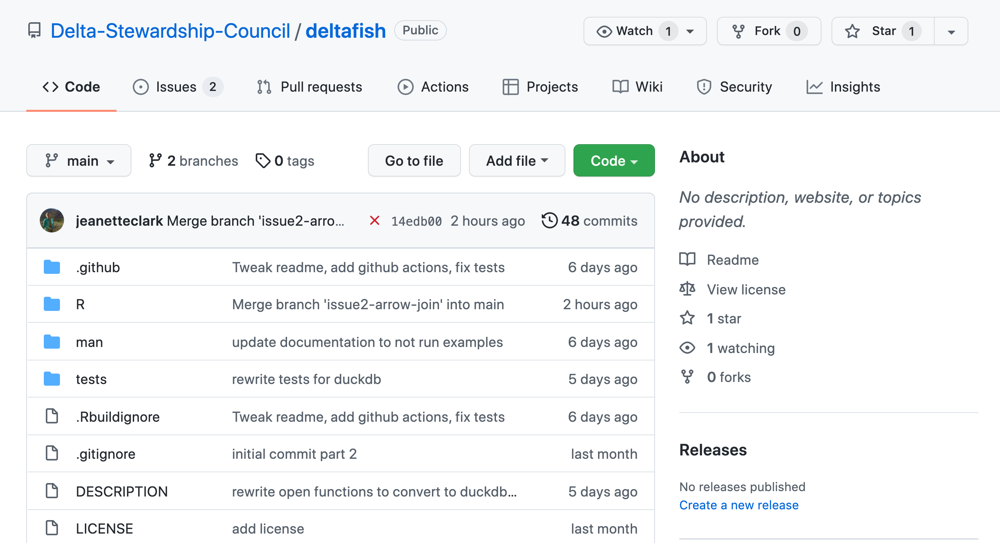 Delta-Stewardship-Council / deltafish Public Watch 1 Fork 0 Star 1
Code Issues 2 Pull requests Actions Projects Wiki Security Insights
main 2 branches 0 tags Go to file Add file Code
jeanetteclark Merge branch 'issue2-arro... 14edb00 2 hours ago 48 commits
.github Tweak readme, add github actions, fix tests 6 days ago
R Merge branch 'issue2-arrow-join' into main 2 hours ago
man update documentation to not run examples 6 days ago
tests rewrite tests for duckdb 5 days ago
.Rbuildignore Tweak readme, add github actions, fix tests 6 days ago
.gitignore initial commit part 2 last month
DESCRIPTION rewrite open functions to convert to duckdb... 5 days ago
LICENSE add license last month
About
No description, website, or topics
provided.
Readme
View license
1 star
1 watching
0 forks
Releases
No releases published
Create a new release